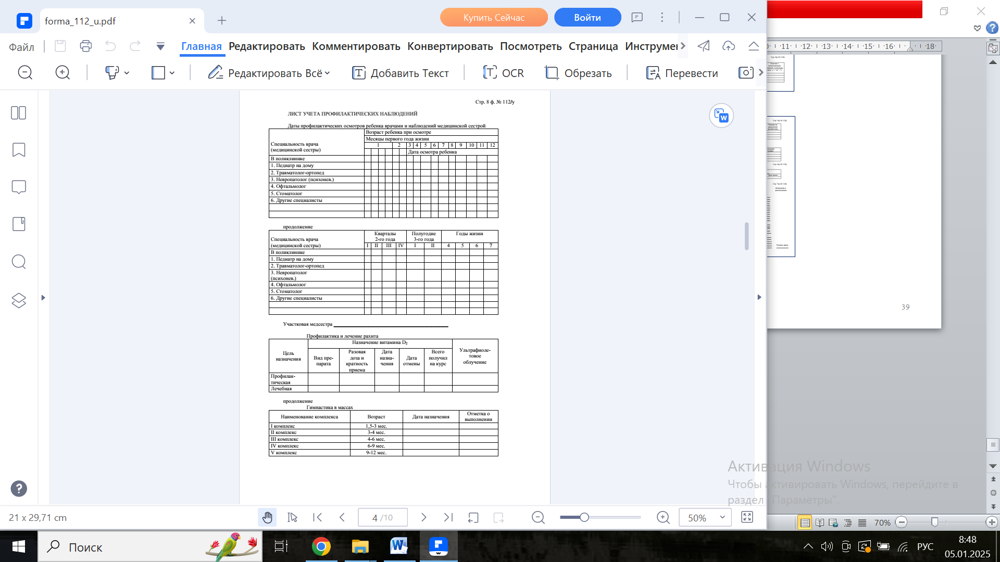 forma_112_u.pdf
Купить Сейчас
Войти
Файл
Главная Редактировать Комментировать Конвертировать Посмотреть Страница Инструмен
Редактировать Всё
Добавить Текст
OCR
Обрезать
Перевести
11 12 13 14 15 16 18
Стр. 8 ф. № 112/у
ЛИСТ УЧЕТА ПРОФИЛАКТИЧЕСКИХ НАБЛЮДЕНИЙ
Даты профилактических осмотров ребенка врачами и наблюдений медицинской сестрой
Специальность врача
(медицинской сестры)
Возраст ребенка при осмотре
Месяцы первого года жизни
1 2 3 4 5 6 7 8 9 10 11 12
Дата осмотра ребенка
В поликлинике
1. Педиатр на дому
2. Травматолог-ортопед
3. Невропатолог (психонев.)
4. Офтальмолог
5. Стоматолог
6. Другие специалисты
продолжение
Специальность врача
(медицинской сестры)
Кварталы
2-го года
Полугодие
3-го года
Годы жизни
I II III IV I II 4 5 6 7
В поликлинике
1. Педиатр на дому
2. Травматолог-ортопед
3. Невропатолог
(психонев.)
4. Офтальмолог
5. Стоматолог
6. Другие специалисты
Участковая медсестра
Профилактика и лечение рахита
Цель
назначения
Назначение витамина D2
Вид пре-
парата
Разовая
доза и
кратность
приема
Дата
назна-
чения
Дата
отмены
Всего
получил
на курс
Ультрафиоле-
товое
облучение
Профилак-
тическая
Лечебная
продолжение
Гимнастика в массах
Наименование комплекса Возраст Дата назначения Отметка о
выполнении
I комплекс 1,5-3 мес.
II комплекс 3-4 мес.
III комплекс 4-6 мес.
IV комплекс 6-9 мес.
V комплекс 9-12 мес.
39
Активация Windows
Чтобы активировать Windows, перейдите в
раздел "Параметры".
21 x 29,71 cm
4 /10
50%
70%
Поиск
РУС
8:48
05.01.2025